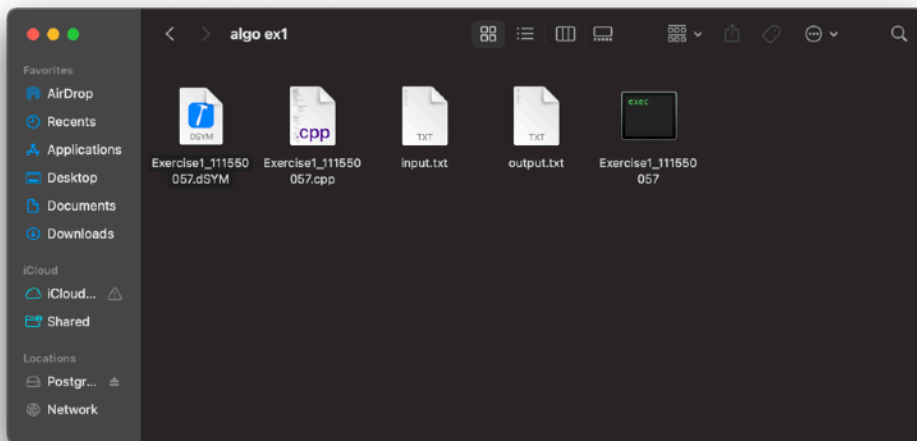 algo ex1
Favorites
AirDrop
Recents
Applications
Desktop
Documents
Downloads
iCloud
iCloud...
Shared
Locations
Postgr...
Network
DSYM
Exercise1_111550
057.dSYM
.cpp
Exercise1_111550
057.cpp
TXT
input.txt
TXT
output.txt
exec
Exercise1_111550
057